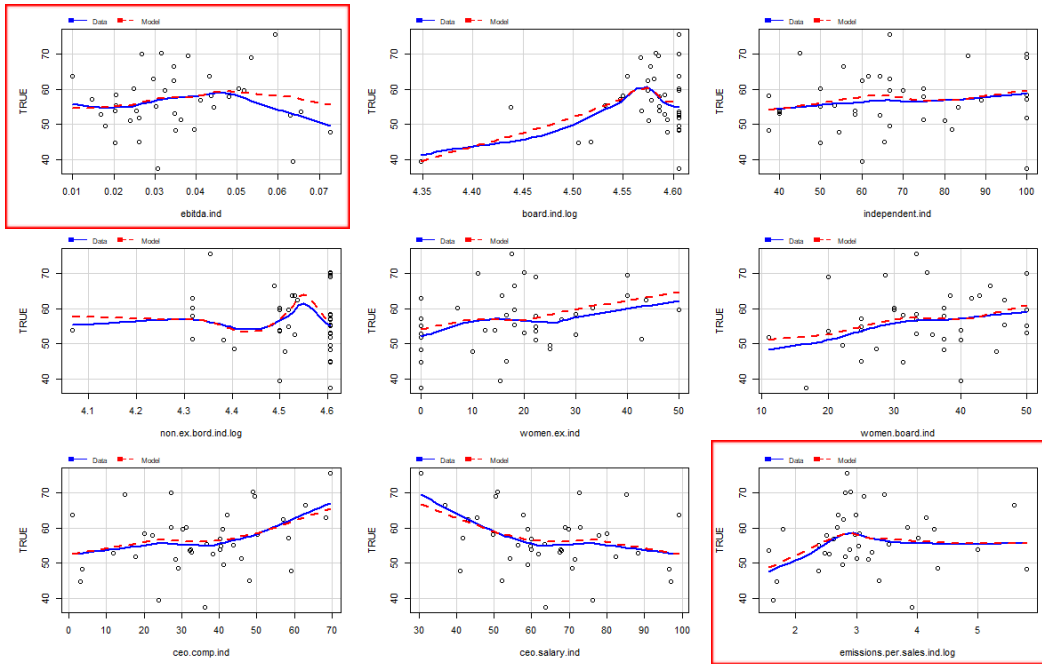 Data Model
TRUE
40 50 60 70
0.01 0.02 0.03 0.04 0.05 0.06 0.07
ebitda.ind
Data Model
TRUE
40 50 60 70
4.35 4.40 4.45 4.50 4.55 4.60
board.ind.log
Data Model
TRUE
40 50 60 70
40 50 60 70 80 90 100
independent.ind
Data Model
TRUE
40 50 60 70
4.1 4.2 4.3 4.4 4.5 4.6
non.ex.bord.ind.log
Data Model
TRUE
40 50 60 70
0 10 20 30 40 50
women.ex.ind
Data Model
TRUE
40 50 60 70
10 20 30 40 50
women.board.ind
Data Model
TRUE
40 50 60 70
0 10 20 30 40 50 60 70
ceo.comp.ind
Data Model
TRUE
40 50 60 70
30 40 50 60 70 80 90 100
ceo.salary.ind
Data Model
TRUE
40 50 60 70
2 3 4 5
emissions.per.sales.ind.log